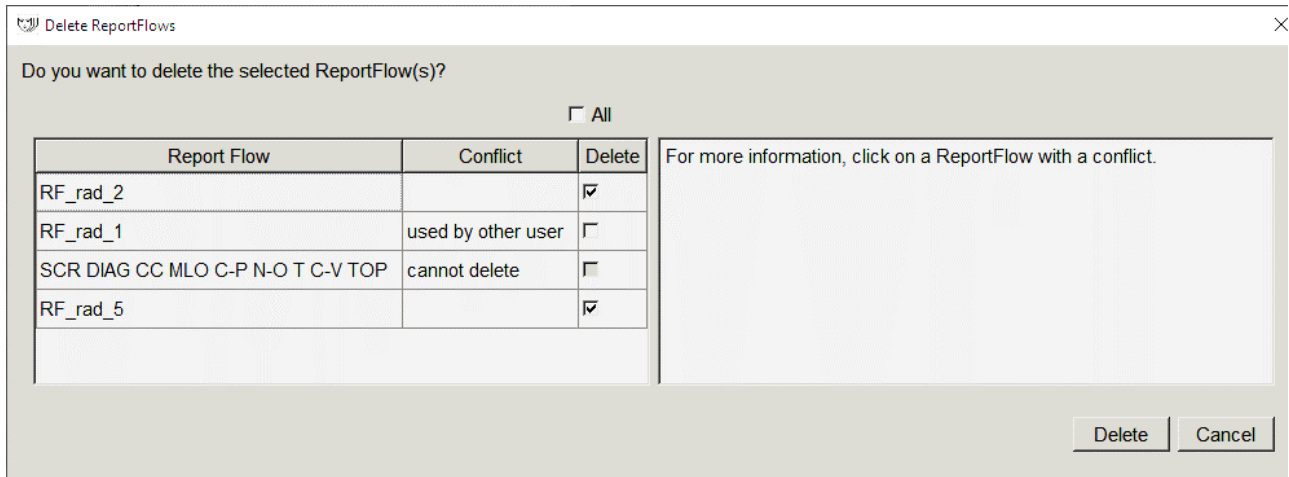 Delete ReportFlows
Do you want to delete the selected ReportFlow(s)?
All
Report Flow Conflict Delete
For more information, click on a ReportFlow with a conflict.
RF_rad_2
RF_rad_1 used by other user
SCR DIAG CC MLO C-P N-O T C-V TOP cannot delete
RF_rad_5
Delete Cancel